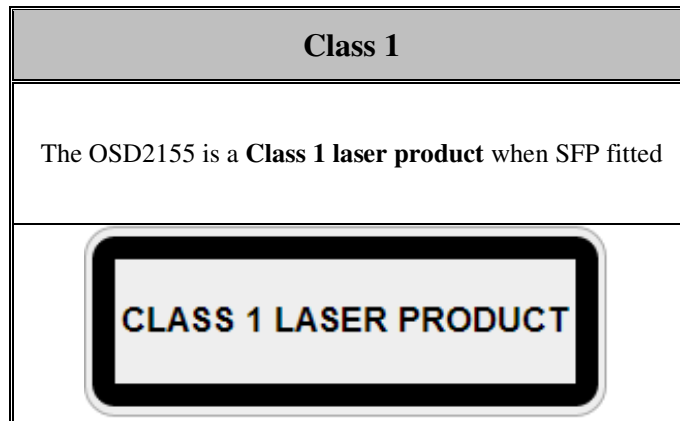 Class 1
The OSD2155 is a Class 1 laser product when SFP fitted
CLASS 1 LASER PRODUCT